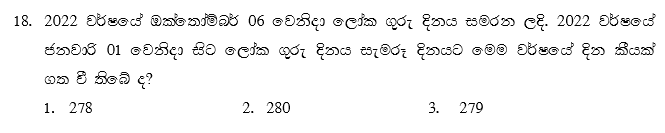 18. 2022 වර්ෂයේ ඔක්තෝම්බර් 06 වෙනිදා ලෝක ගුරු දිනය සමරන ලදි. 2022 වර්ෂයේ
ජනවාරි 01 වෙනිදා සිට ලෝක ගුරු දිනය සැමරූ දිනයට මෙම වර්ෂයේ දින කීයක්
ගත වී තිබේ ද?
1. 278 2. 280 3. 279